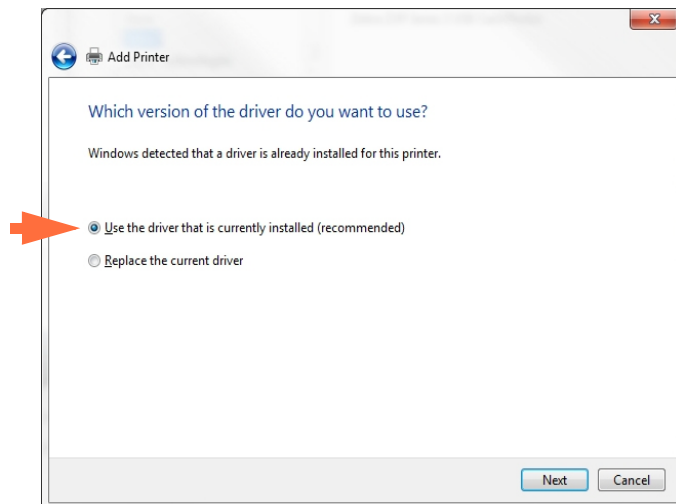 Add Printer
Which version of the driver do you want to use?
Windows detected that a driver is already installed for this printer.
Use the driver that is currently installed (recommended)
Replace the current driver
Next Cancel